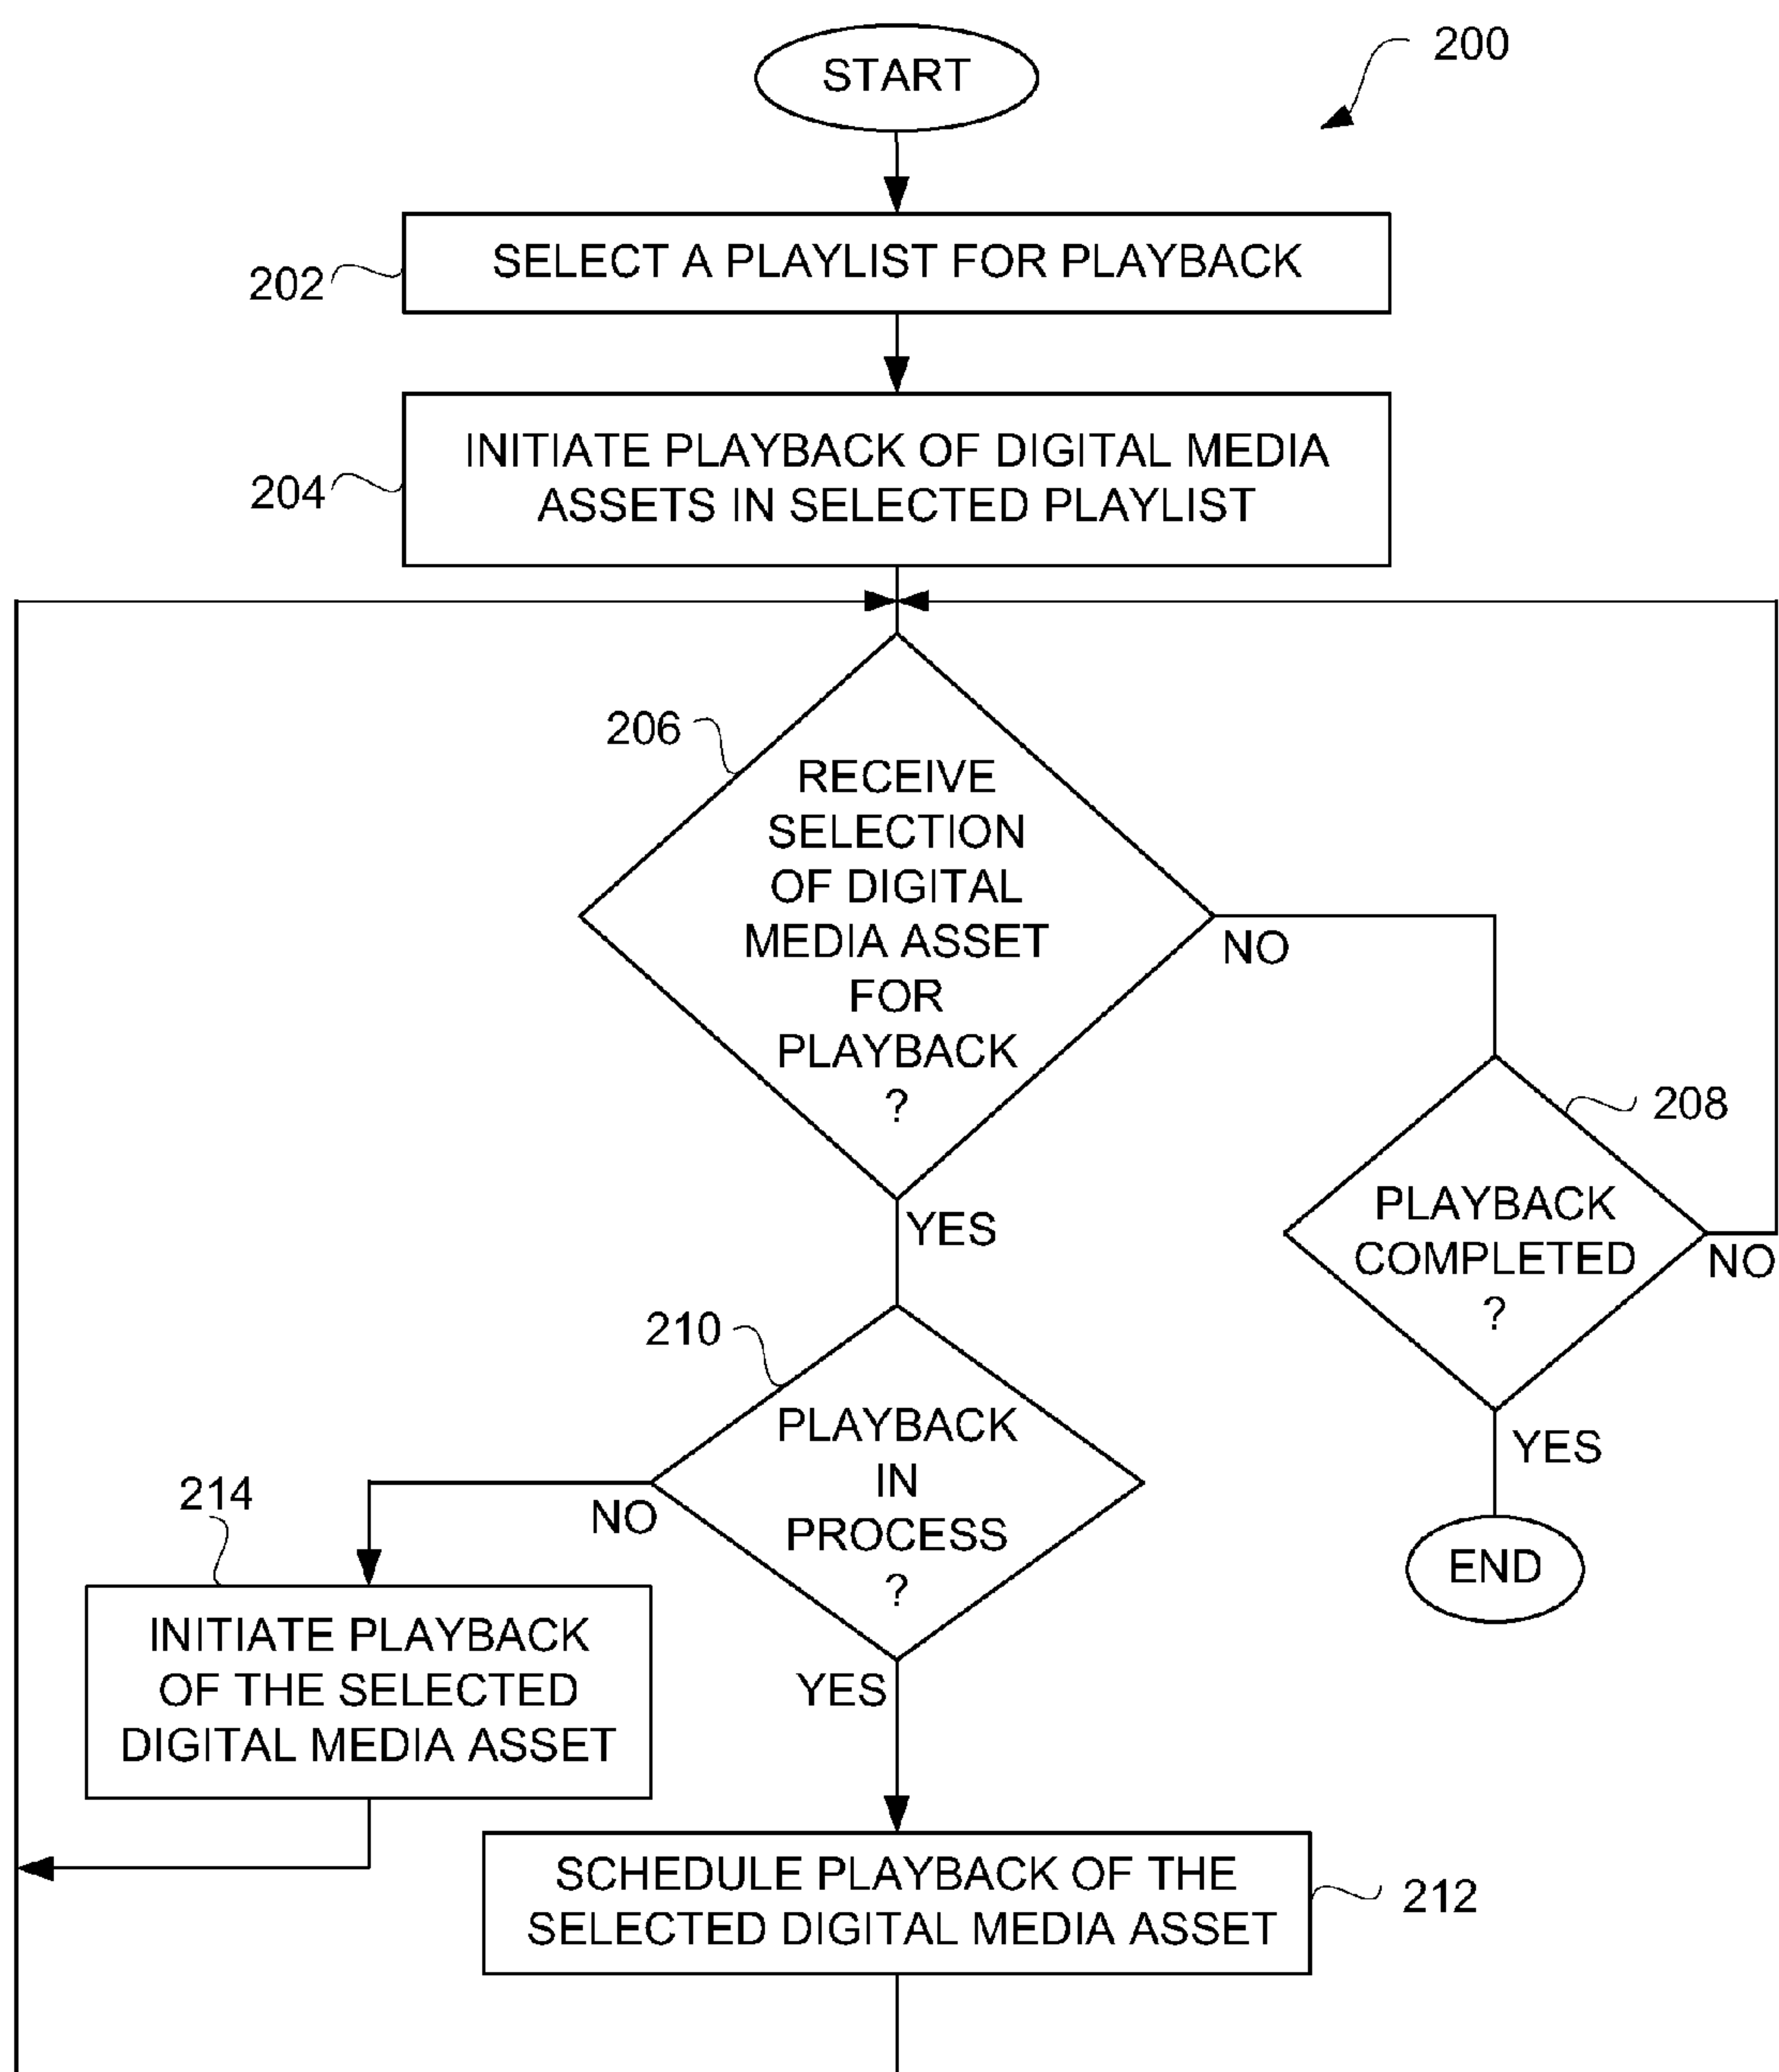 200
START
202
SELECT A PLAYLIST FOR PLAYBACK
204
INITIATE PLAYBACK OF DIGITAL MEDIA
ASSETS IN SELECTED PLAYLIST
206
RECEIVE
SELECTION
OF DIGITAL
MEDIA ASSET
FOR
PLAYBACK
?
NO
YES
208
PLAYBACK
COMPLETED
?
NO
YES
END
210
PLAYBACK
IN
PROCESS
?
NO
YES
214
INITIATE PLAYBACK
OF THE SELECTED
DIGITAL MEDIA ASSET
SCHEDULE PLAYBACK OF THE
SELECTED DIGITAL MEDIA ASSET
212